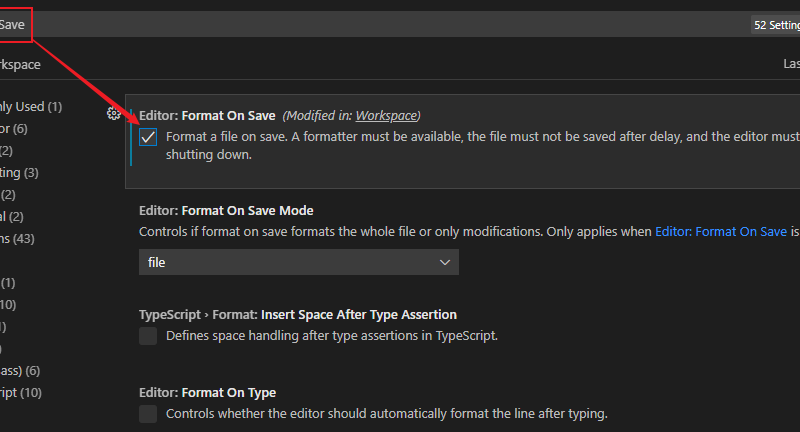 Save
52 Setting
rkspace
Las
nly Used (1)
or (6)
(2)
ting (3)
(2)
al (2)
ns (43)
(1)
10)
1)
)
ass) (6)
ript (10)
Editor: Format On Save (Modified in: Workspace)
Format a file on save. A formatter must be available, the file must not be saved after delay, and the editor must
shutting down.
Editor: Format On Save Mode
Controls if format on save formats the whole file or only modifications. Only applies when Editor: Format On Save is
file
TypeScript › Format: Insert Space After Type Assertion
Defines space handling after type assertions in TypeScript.
Editor: Format On Type
Controls whether the editor should automatically format the line after typing.